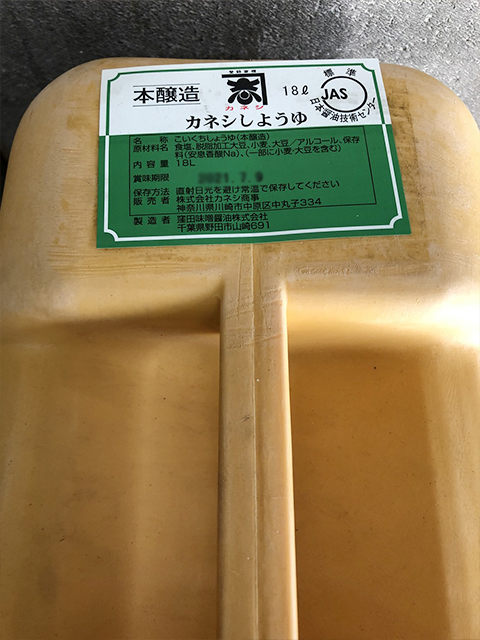 本醸造
登録商標
カネシ
18ℓ
標準
JAS
日本醤油技術センター
カネシしょうゆ
名称 こいくちしょうゆ(本醸造)
原材料名 食塩、脱脂加工大豆、小麦、大豆/アルコール、保存
料(安息香酸Na)、(一部に小麦・大豆を含む)
内容量 18L
賞味期限 2021.7.9
保存方法 直射日光を避け常温で保存してください
販売者 株式会社カネシ商事
神奈川県川崎市中原区中丸子334
製造者 窪田味噌醤油株式会社
千葉県野田市山崎691